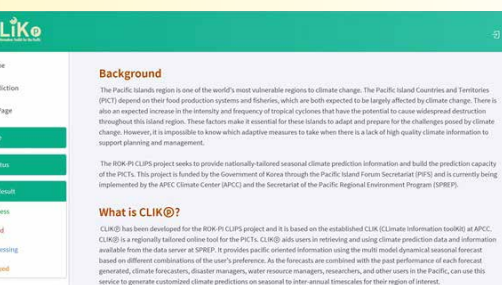 LiKⓟ
Background
The Pacific Islands region is one of the world's most vulnerable regions to climate change. The Pacific Island Countries and Territories
(PICT) depend on their food production systems and fisheries, which are both expected to be largely affected by climate change. There is
also an expected increase in the intensity and frequency of tropical cyclones that have the potential to cause widespread destruction
throughout this island region. These factors make it essential for these islands to adapt and prepare for the challenges posed by climate
change. However, it is impossible to know which adaptive measures to take when there is a lack of high quality climate information to
support planning and management.
The ROK-PI CLIPS project seeks to provide nationally-tailored seasonal climate prediction information and build the prediction capacity
of the PICTs. This project is funded by the Government of Korea through the Pacific Island Forum Secretariat (PIFS) and is currently being
implemented by the APEC Climate Center (APCC) and the Secretariat of the Pacific Regional Environment Program (SPREP).
What is CLIKⓟ?
CLIKⓟ has been developed for the ROK-PI CLIPS project and it is based on the established CLIK (CLimate Information toolKit) at APCC.
CLIKⓟ is a regionally tailored online tool for the PICTs. CLIKⓟ aids users in retrieving and using climate prediction data and information
available from the data server at SPREP. It provides pacific oriented information using the multi model dynamical seasonal forecast
based on different combinations of the user's preference. As the forecasts are combined with the past performance of each forecast
generated, climate forecasters, disaster managers, water resource managers, researchers, and other users in the Pacific, can use this
service to generate customized climate predictions on seasonal to inter-annual timescales for their region of interest.